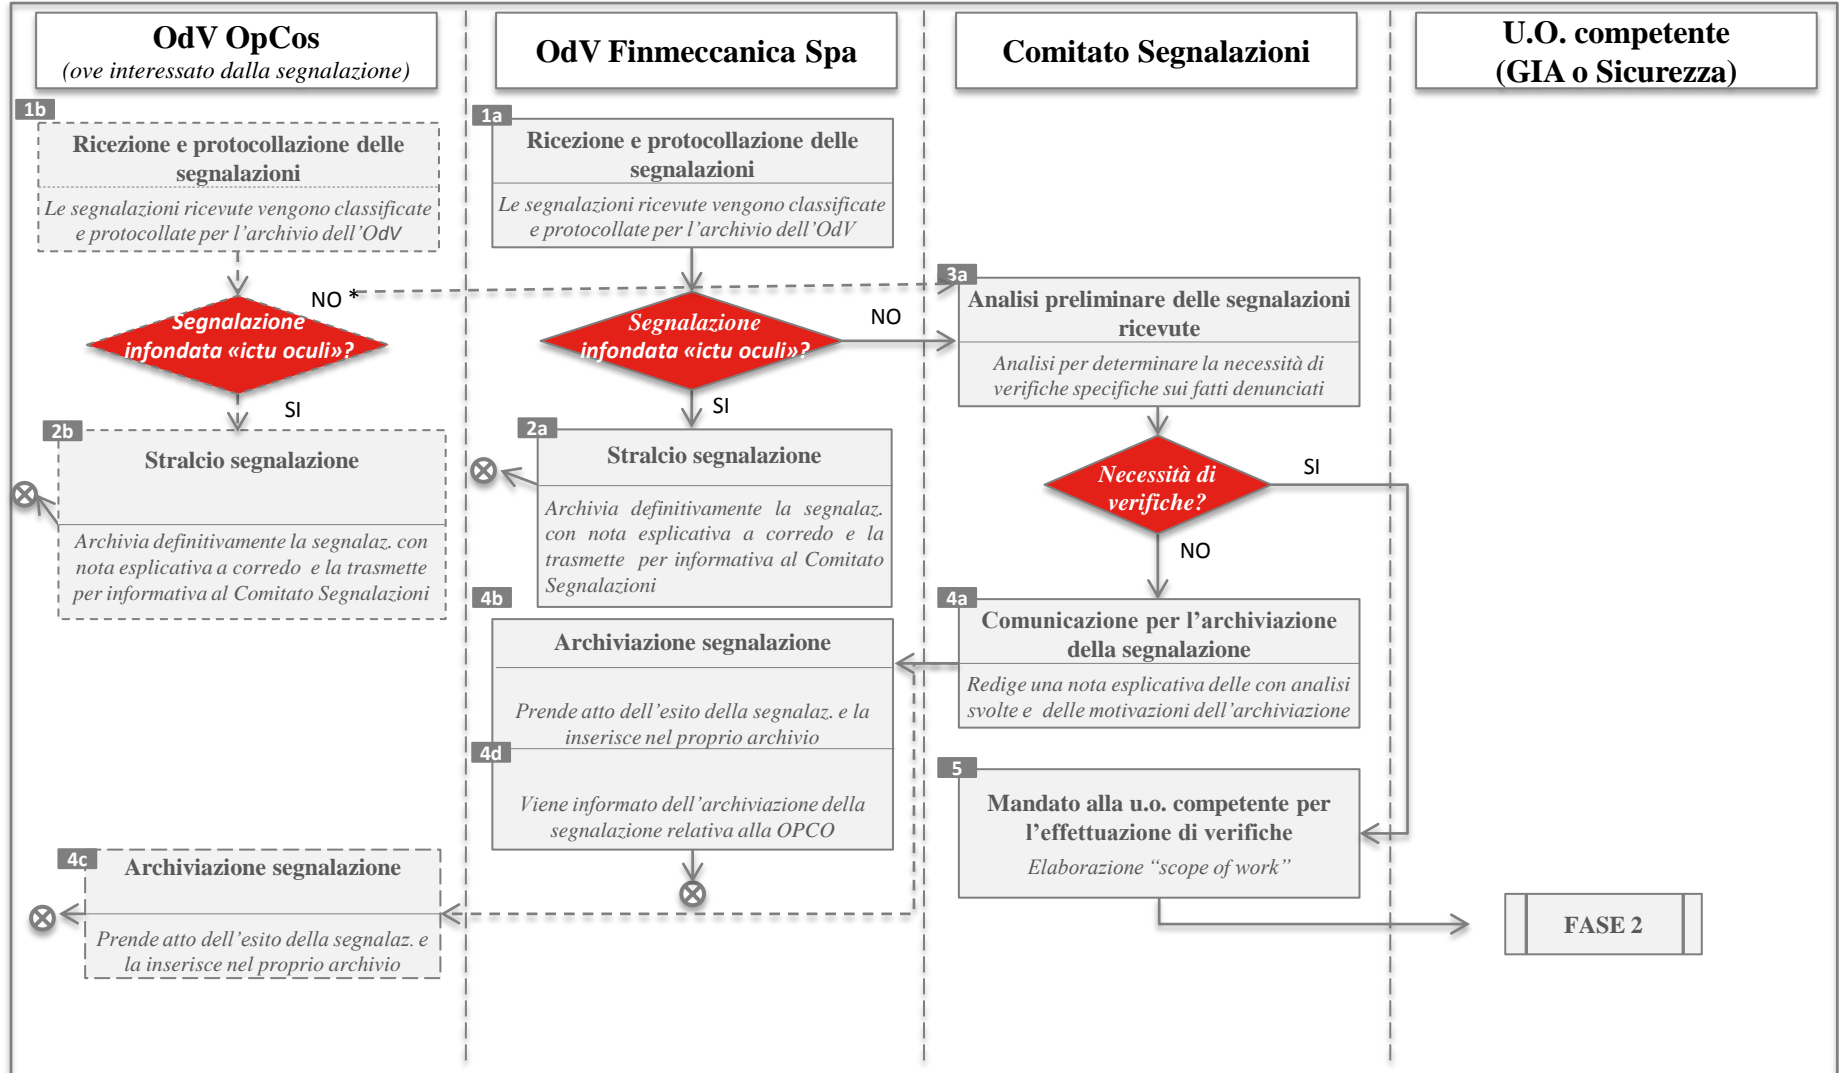 OdV OpCos
(ove interessato dalla segnalazione)
OdV Finmeccanica Spa
Comitato Segnalazioni
U.O. competente
(GIA o Sicurezza)
1b
Ricezione e protocollazione delle
segnalazioni
Le segnalazioni ricevute vengono classificate
e protocollate per l’archivio dell’OdV
1a
Ricezione e protocollazione delle
segnalazioni
Le segnalazioni ricevute vengono classificate
e protocollate per l’archivio dell’OdV
NO *
Segnalazione
infondata «ictu oculi»?
SI
Segnalazione
infondata «ictu oculi»?
NO
SI
3a
Analisi preliminare delle segnalazioni
ricevute
Analisi per determinare la necessità di
verifiche specifiche sui fatti denunciati
2b
Stralcio segnalazione
Archivia definitivamente la segnalaz. con
nota esplicativa a corredo e la trasmette
per informativa al Comitato Segnalazioni
2a
Stralcio segnalazione
Archivia definitivamente la segnalaz.
con nota esplicativa a corredo e la
trasmette per informativa al Comitato
Segnalazioni
Necessità di
verifiche?
SI
NO
4b
Archiviazione segnalazione
Prende atto dell’esito della segnalaz. e la
inserisce nel proprio archivio
4d
Viene informato dell’archiviazione della
segnalazione relativa alla OPCO
4a
Comunicazione per l’archiviazione
della segnalazione
Redige una nota esplicativa delle con analisi
svolte e delle motivazioni dell’archiviazione
5
Mandato alla u.o. competente per
l’effettuazione di verifiche
Elaborazione “scope of work”
4c
Archiviazione segnalazione
Prende atto dell’esito della segnalaz. e
la inserisce nel proprio archivio
FASE 2